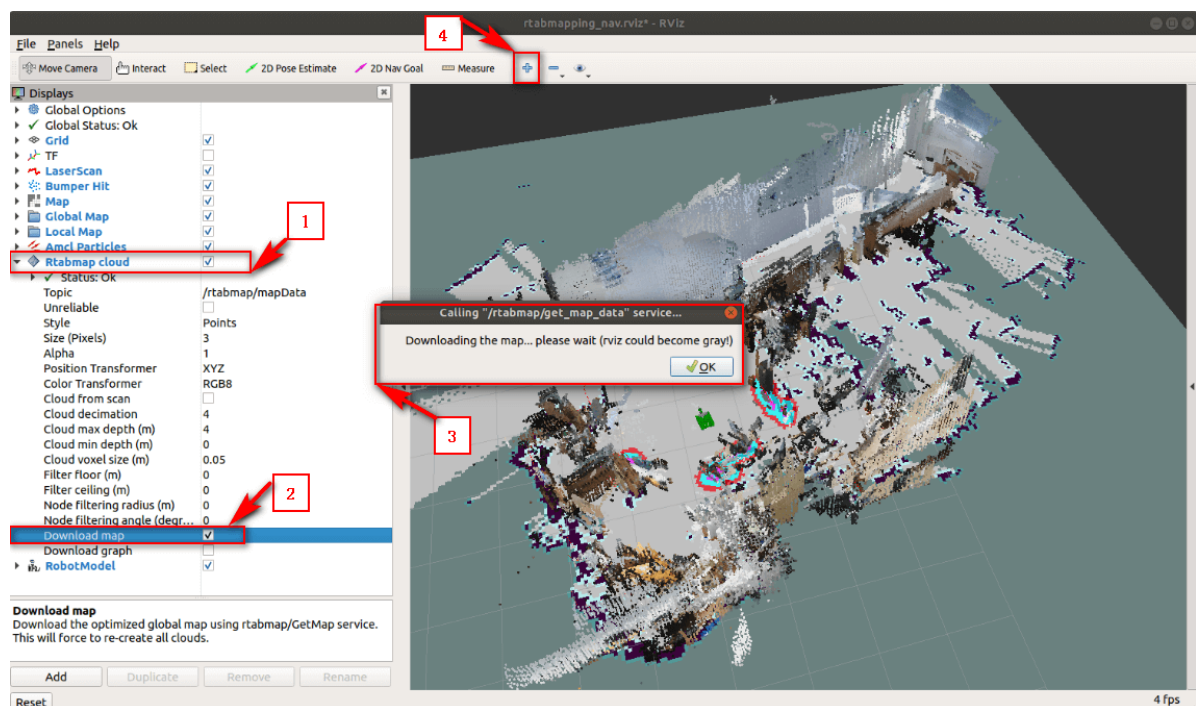 rtabmapping_nav.rviz* - RViz
4
File Panels Help
Move Camera Interact Select 2D Pose Estimate 2D Nav Goal Measure
Displays
Global Options
Global Status: Ok
Grid
TF
LaserScan
Bumper Hit
Map
Global Map
Local Map
1
Amcl Particles
Rtabmap cloud
Status: Ok
Topic /rtabmap/mapData
Unreliable
Style Points
Size (Pixels) 3
Alpha 1
Position Transformer XYZ
Color Transformer RGB8
Cloud from scan
Cloud decimation 4
Cloud max depth (m) 4
Cloud min depth (m) 0
Cloud voxel size (m) 0.05
Filter floor (m) 0
Filter ceiling (m) 0
Node filtering radius (m) 0
Node filtering angle (degr... 0
2
Download map
Download graph
RobotModel
Calling "/rtabmap/get_map_data" service...
Downloading the map... please wait (rviz could become gray!)
OK
3
Download map
Download the optimized global map using rtabmap/GetMap service.
This will force to re-create all clouds.
Add Duplicate Remove Rename
Reset
4 fps